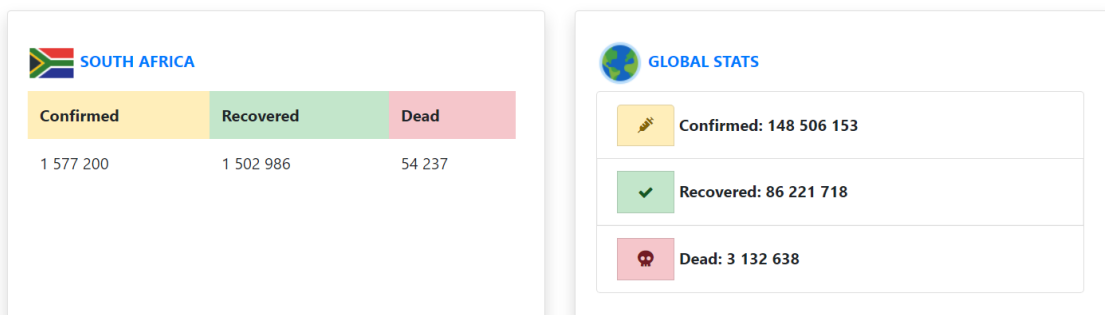 SOUTH AFRICA
Confirmed Recovered Dead
1 577 200 1 502 986 54 237
GLOBAL STATS
Confirmed: 148 506 153
Recovered: 86 221 718
Dead: 3 132 638